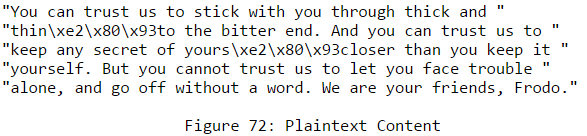 "You can trust us to stick with you through thick and "
"thin\xe2\x80\x93to the bitter end. And you can trust us to "
"keep any secret of yours\xe2\x80\x93closer than you keep it "
"yourself. But you cannot trust us to let you face trouble "
"alone, and go off without a word. We are your friends, Frodo."
Figure 72: Plaintext Content